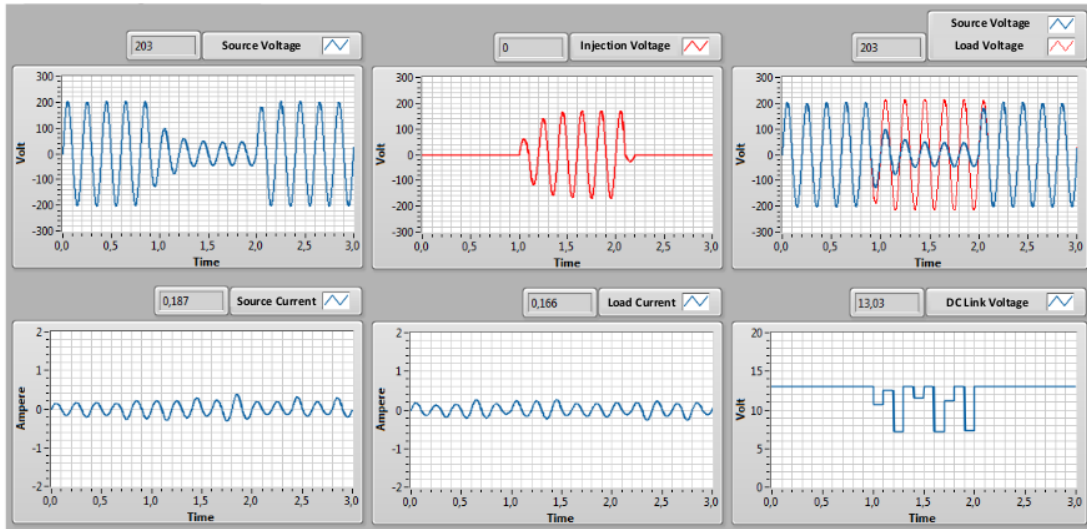 Source Voltage
203
Source Voltage
0
Injection Voltage
203
Load Voltage
300
200
100
0
-100
-200
-300
Volt
0,0 0,5 1,0 1,5 2,0 2,5 3,0
Time
300
200
100
0
-100
-200
-300
Volt
0,0 0,5 1,0 1,5 2,0 2,5 3,0
Time
300
200
100
0
-100
-200
-300
Volt
0,0 0,5 1,0 1,5 2,0 2,5 3,0
Time
0,187
Source Current
0,166
Load Current
13,03
DC Link Voltage
2
1
0
-1
-2
Ampere
0,0 0,5 1,0 1,5 2,0 2,5 3,0
Time
2
1
0
-1
-2
Ampere
0,0 0,5 1,0 1,5 2,0 2,5 3,0
Time
20
15
10
5
0
Volt
0,0 0,5 1,0 1,5 2,0 2,5 3,0
Time